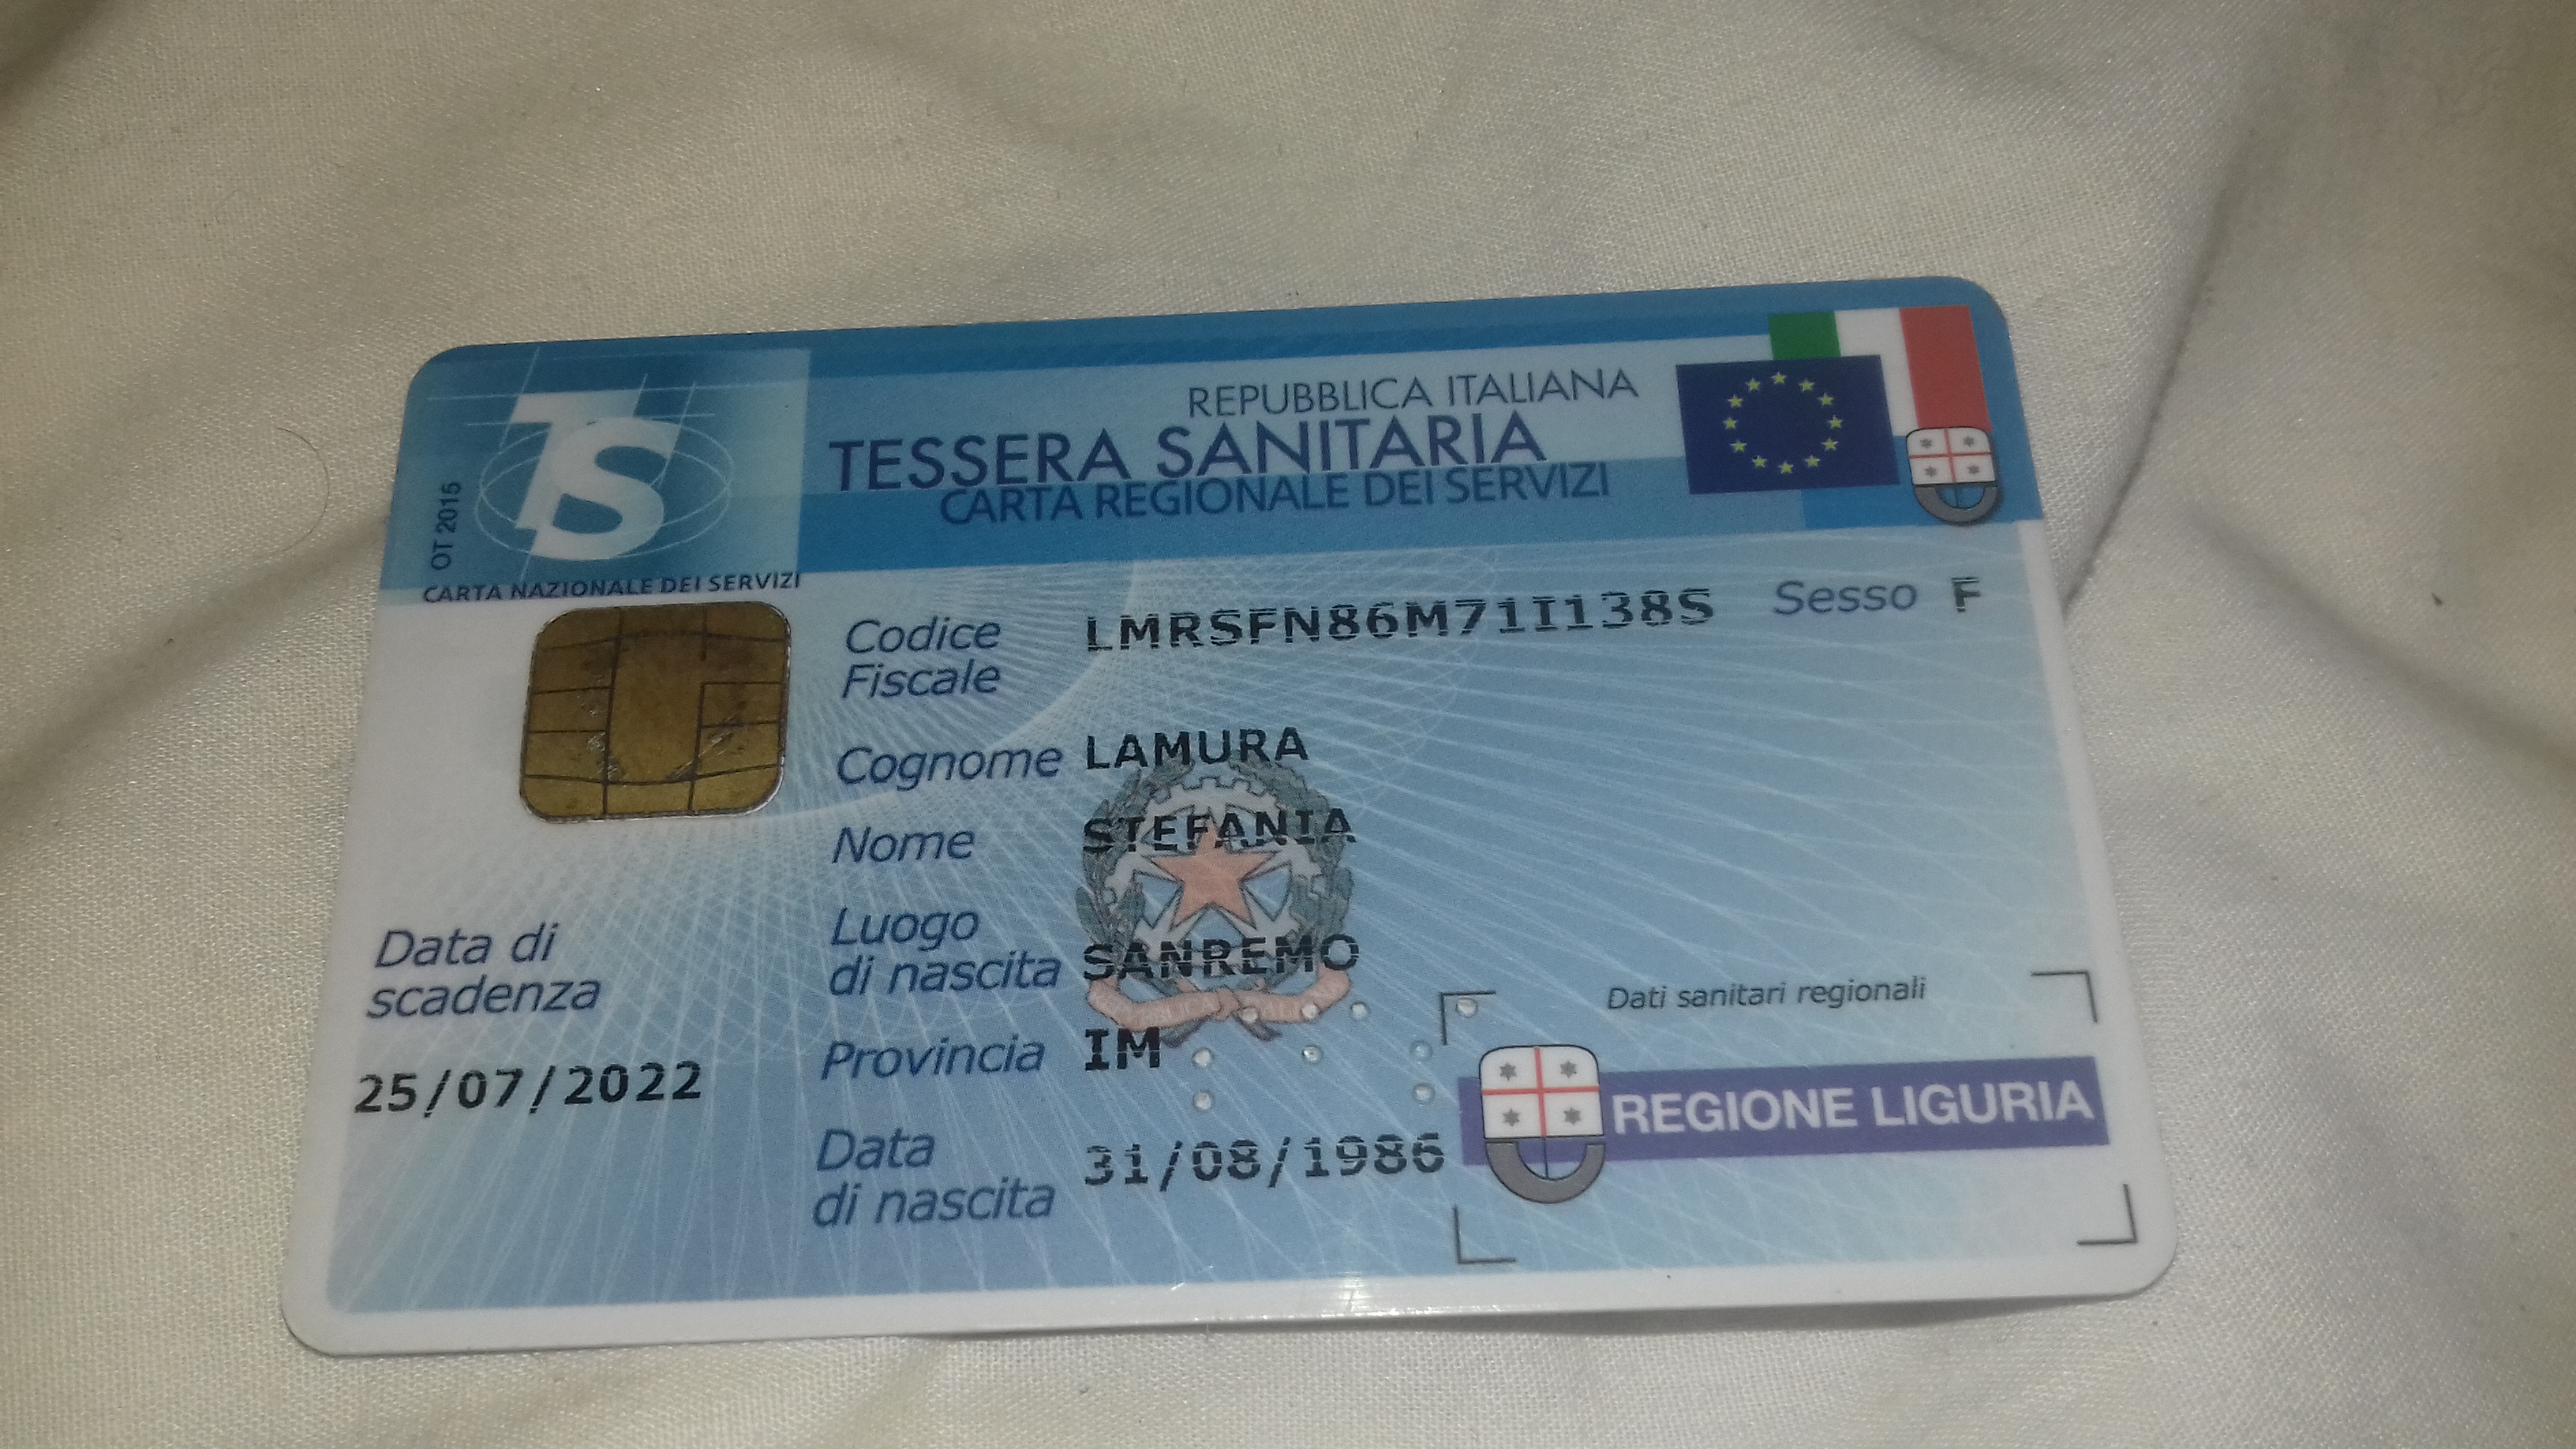 REPUBBLICA ITALIANA
TESSERA SANITARIA
CARTA REGIONALE DEI SERVIZI
TS
OT 2015
CARTA NAZIONALE DEI SERVIZI
Codice Fiscale LMRSFN86M71I138S Sesso F
Cognome LAMURA
Nome STEFANIA
Luogo di nascita SANREMO
Provincia IM
Data di nascita 31/08/1986
Data di scadenza
25/07/2022
Dati sanitari regionali
REGIONE LIGURIA